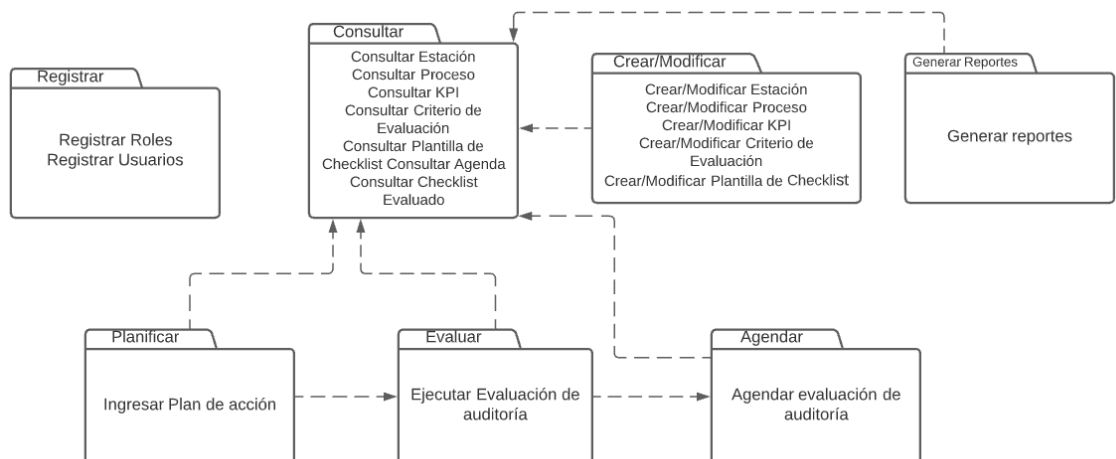 Registrar
Registrar Roles
Registrar Usuarios
Consultar
Consultar Estación
Consultar Proceso
Consultar KPI
Consultar Criterio de
Evaluación
Consultar Plantilla de
Checklist Consultar Agenda
Consultar Checklist
Evaluado
Crear/Modificar
Crear/Modificar Estación
Crear/Modificar Proceso
Crear/Modificar KPI
Crear/Modificar Criterio de
Evaluación
Crear/Modificar Plantilla de Checklist
Generar Reportes
Generar reportes
Planificar
Ingresar Plan de acción
Evaluar
Ejecutar Evaluación de
auditoría
Agendar
Agendar evaluación de
auditoría